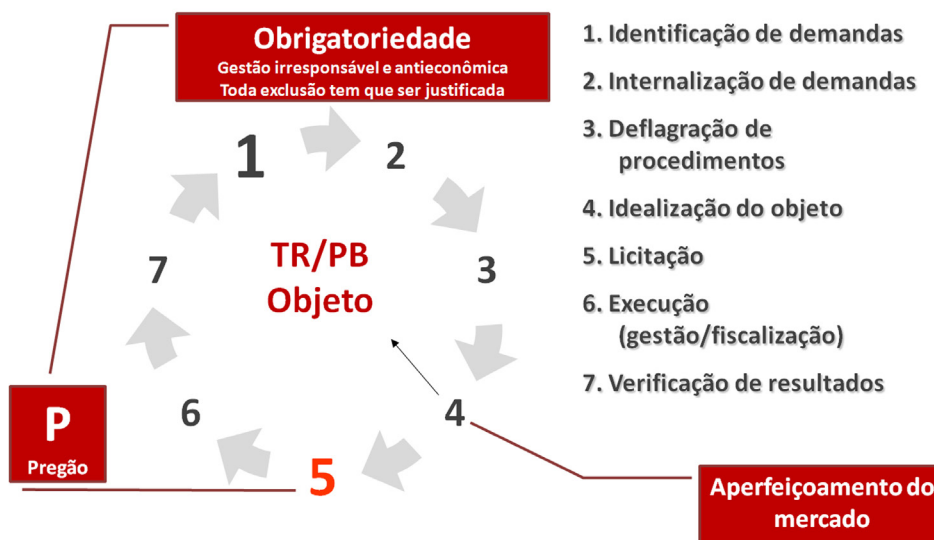 Obrigatoriedade
Gestão irresponsável e antieconômica
Toda exclusão tem que ser justificada
1
2
3
4
5
6
7
TR/PB
Objeto
P
Pregão
Aperfeiçoamento do
mercado
1. Identificação de demandas
2. Internalização de demandas
3. Deflagração de
procedimentos
4. Idealização do objeto
5. Licitação
6. Execução
(gestão/fiscalização)
7. Verificação de resultados